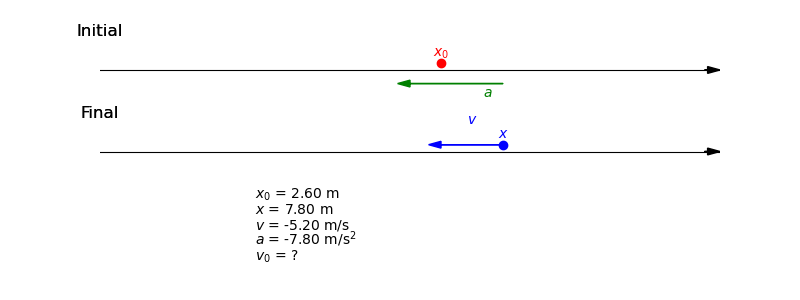 Initial
x₀
a
Final
v
x
x₀ = 2.60 m
x = 7.80 m
v = -5.20 m/s
a = -7.80 m/s²
v₀ = ?